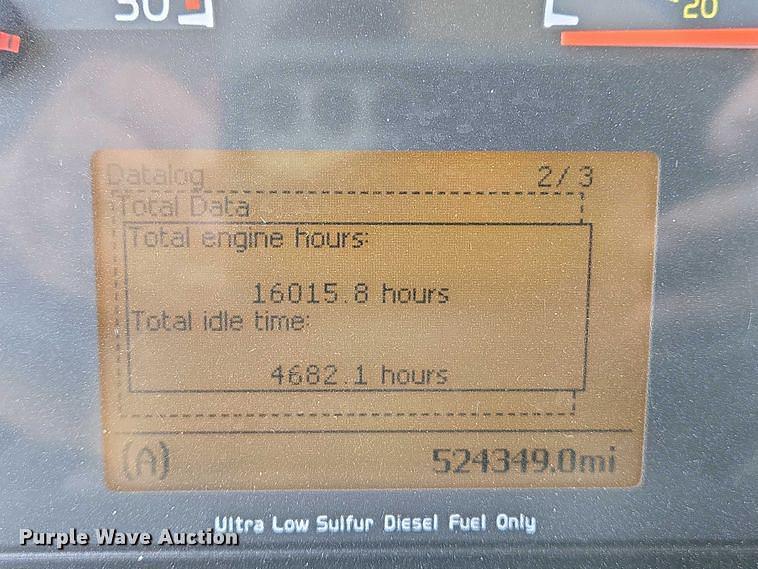 50
20
Datalog 2/3
Total Data
Total engine hours:
16015.8 hours
Total idle time:
4682.1 hours
(A) 524349.0mi
Ultra Low Sulfur Diesel Fuel Only
Purple Wave Auction